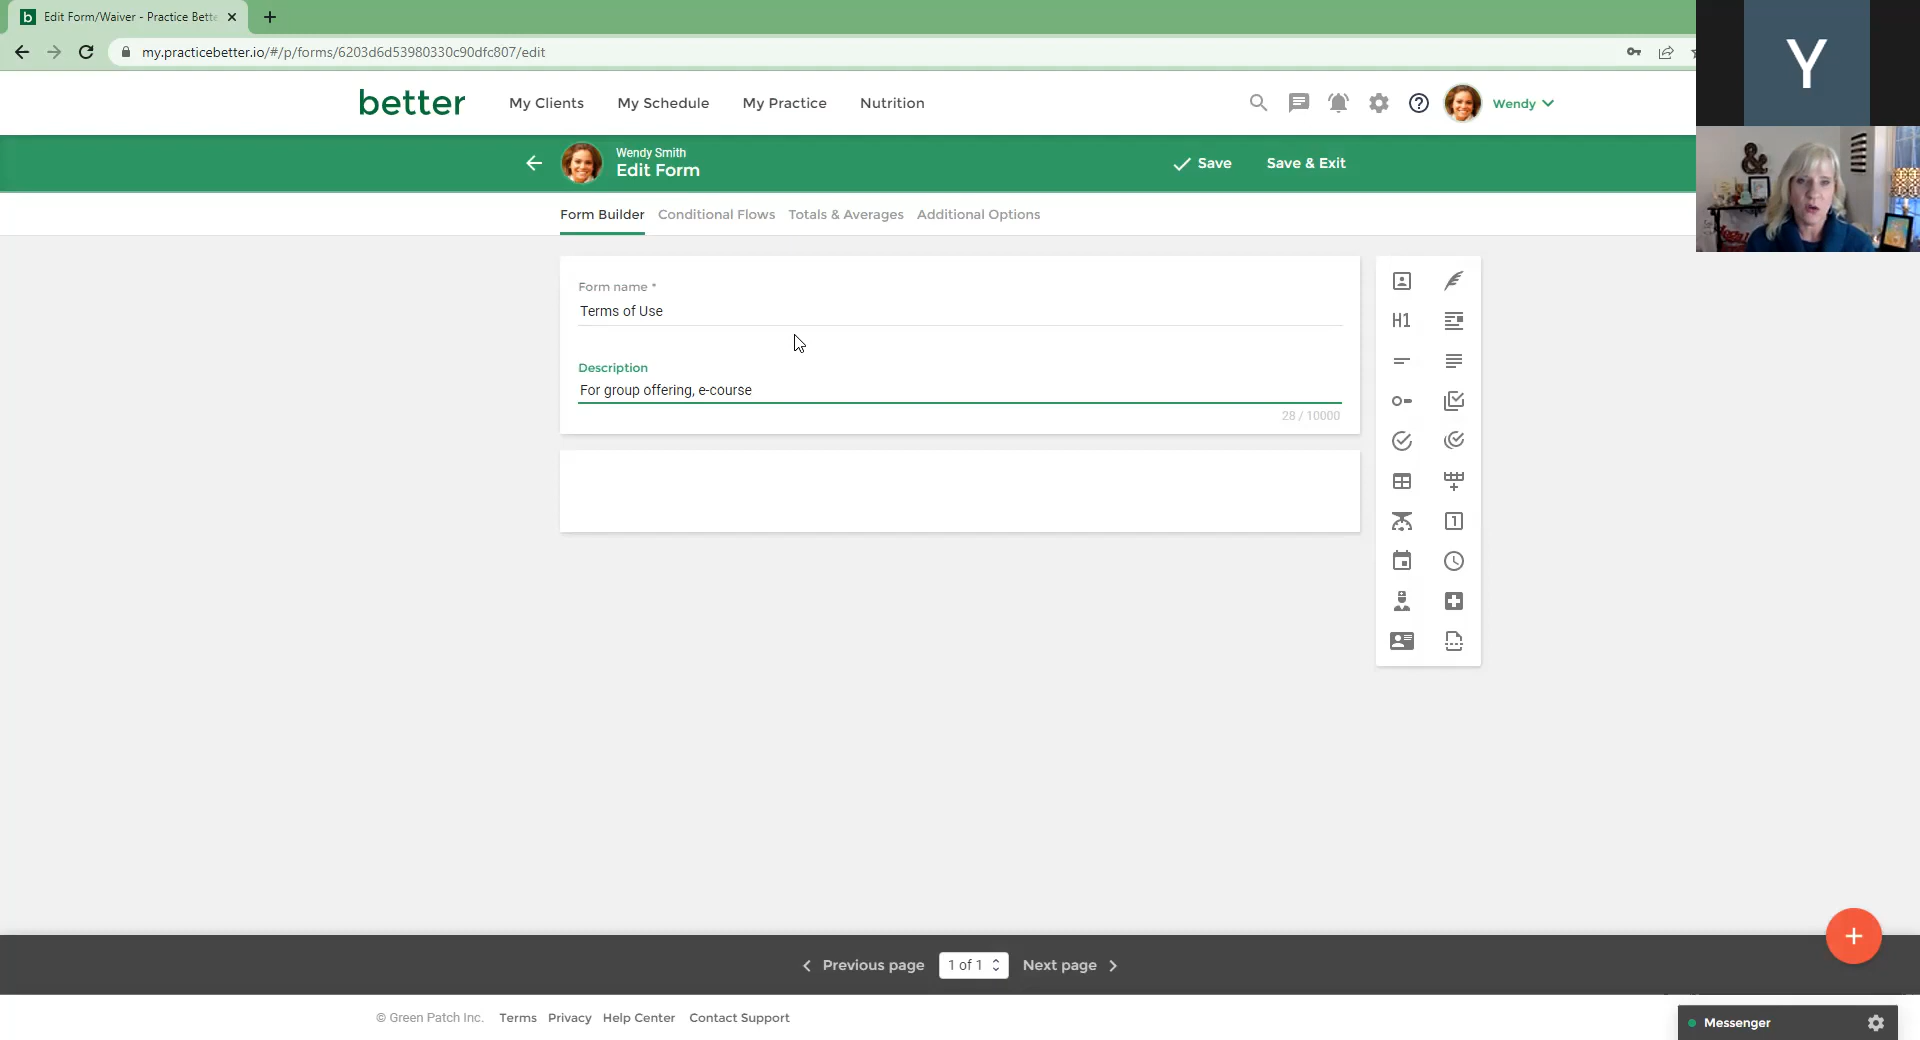 b Edit Form/Waiver - Practice Bette
my.practicebetter.io/#/p/forms/6203d6d53980330c90dfc807/edit
Y
better My Clients My Schedule My Practice Nutrition Wendy
Wendy Smith
Edit Form
Save Save & Exit
Form Builder Conditional Flows Totals & Averages Additional Options
Form name *
Terms of Use
Description
For group offering, e-course
28 / 10000
H1
1
Previous page 1 of 1 Next page
© Green Patch Inc. Terms Privacy Help Center Contact Support
Messenger